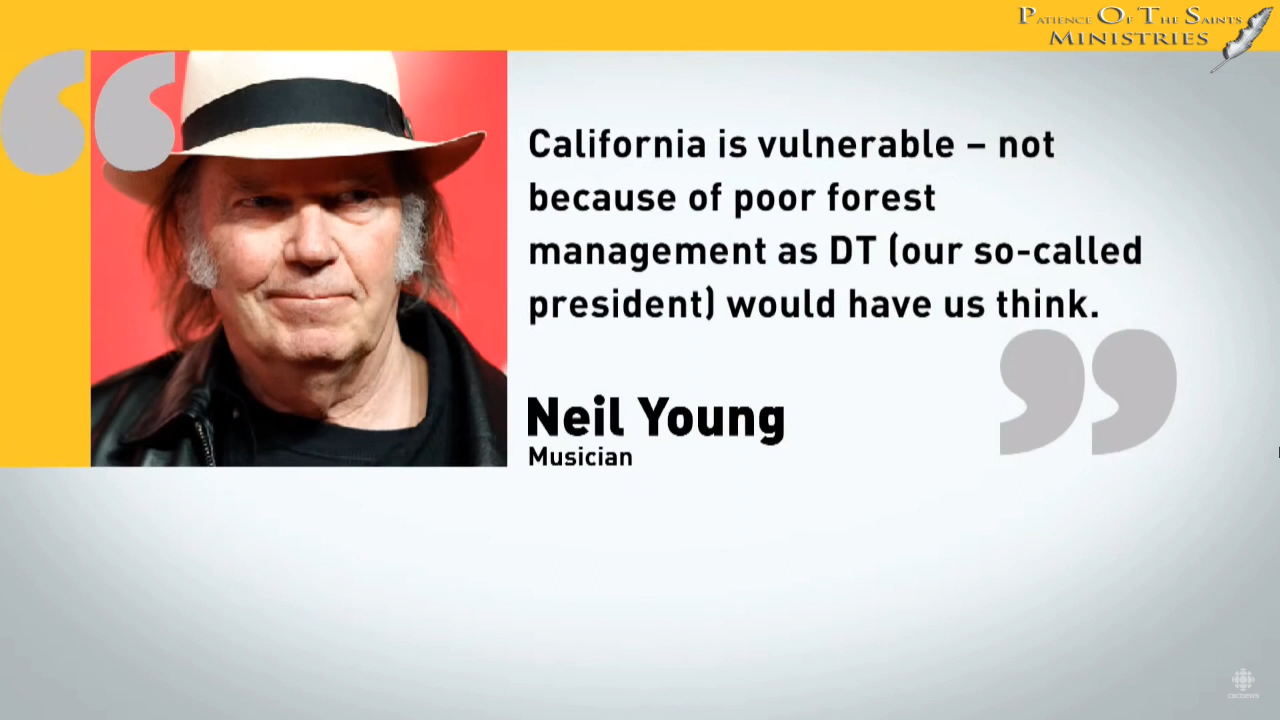 PATIENCE OF THE SAINTS
MINISTRIES
California is vulnerable – not
because of poor forest
management as DT (our so-called
president) would have us think.
Neil Young
Musician
cbcnews